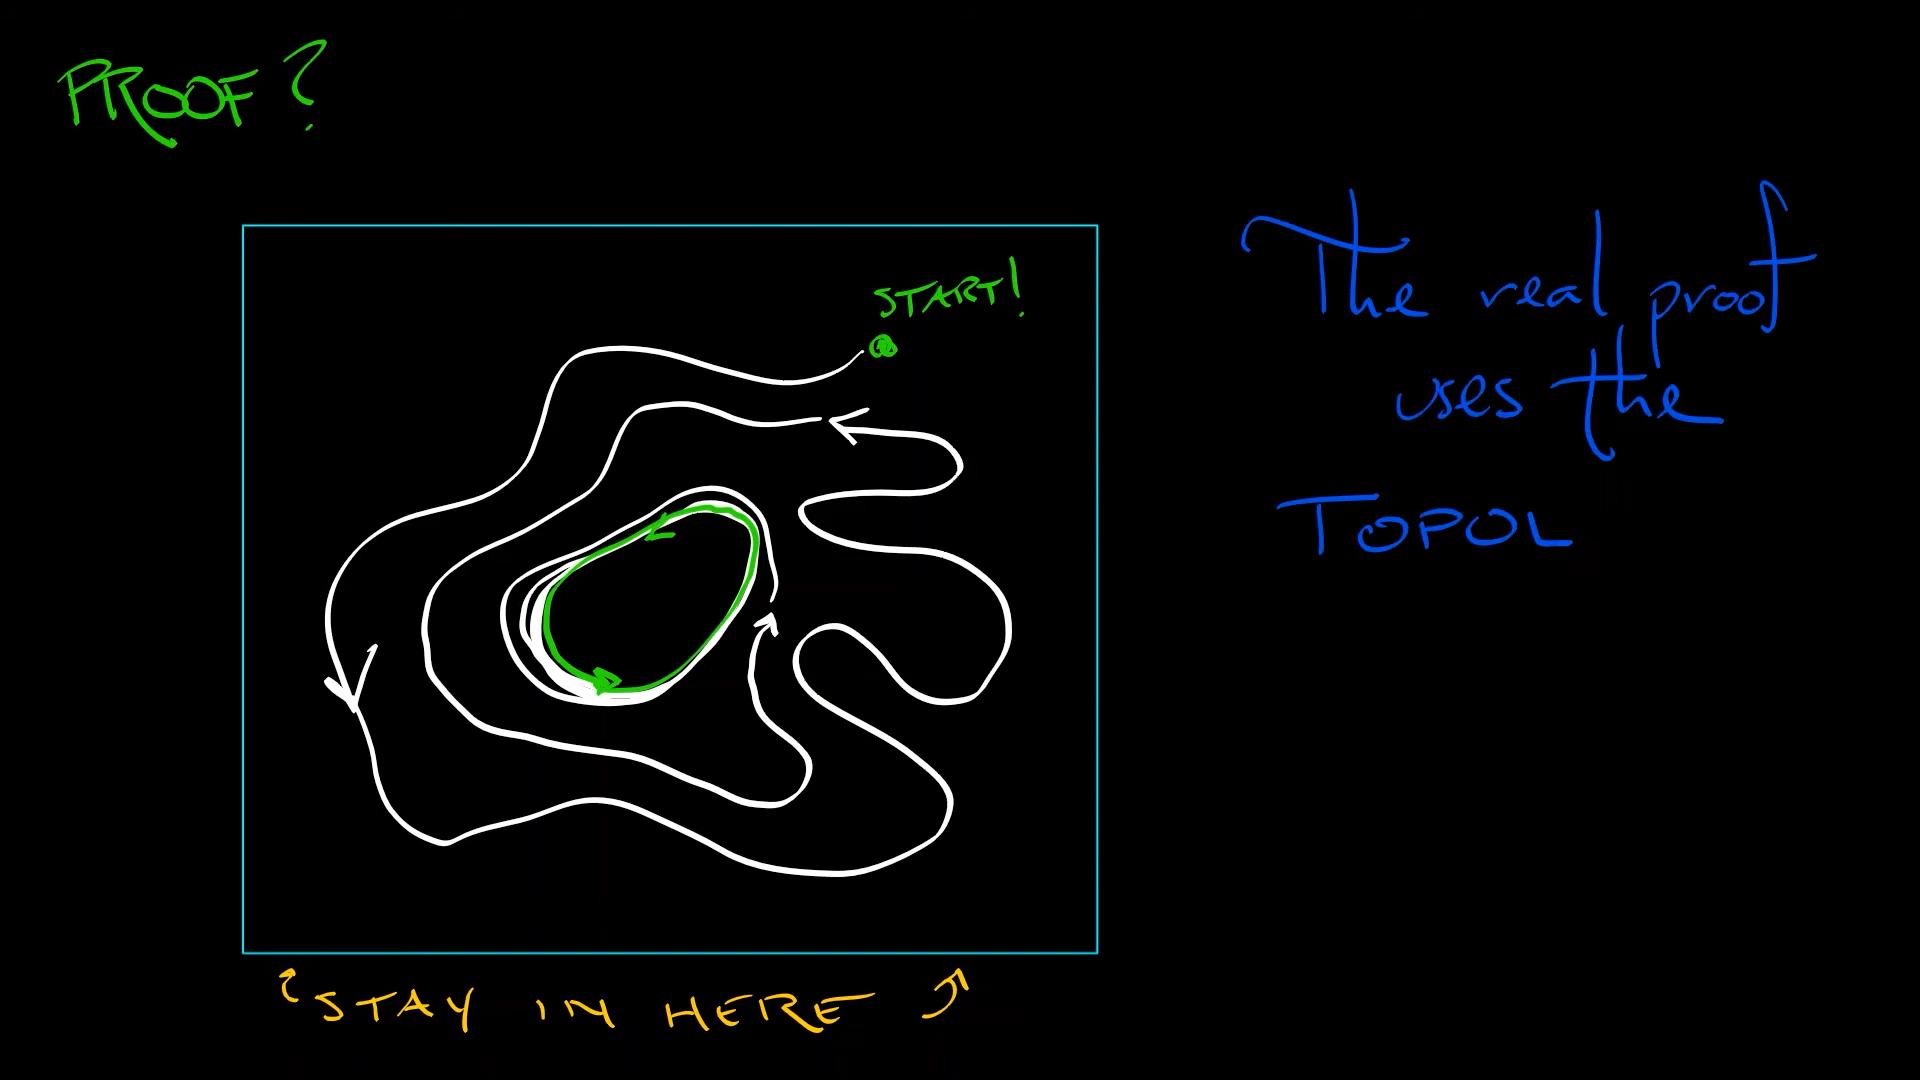 PROOF?
START!
The real proof
uses the
TOPOL
STAY IN HERE